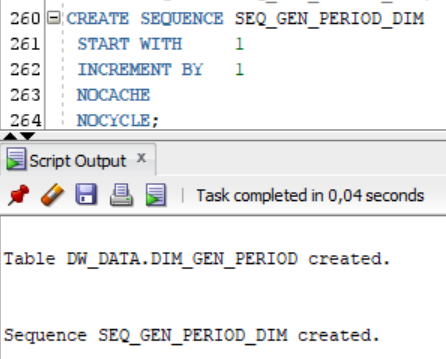 260 CREATE SEQUENCE SEQ_GEN_PERIOD_DIM
261 START WITH 1
262 INCREMENT BY 1
263 NOCACHE
264 NOCYCLE;
Script Output x
Task completed in 0,04 seconds
Table DW_DATA.DIM_GEN_PERIOD created.
Sequence SEQ_GEN_PERIOD_DIM created.